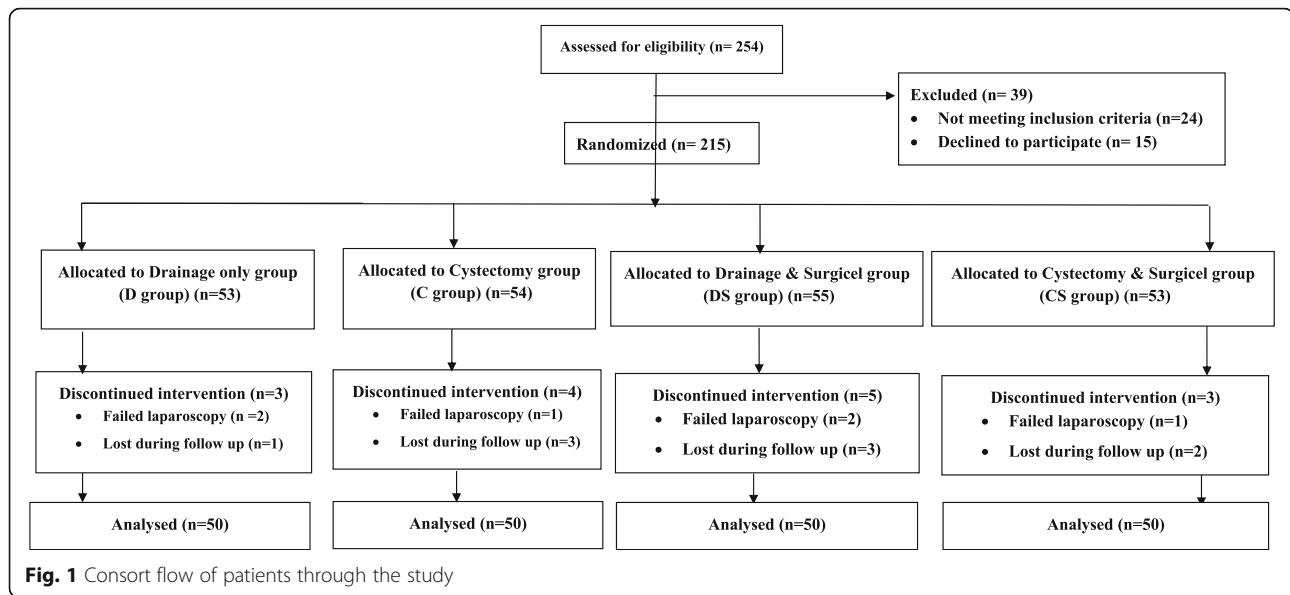 Assessed for eligibility (n= 254)
Excluded (n= 39)
• Not meeting inclusion criteria (n=24)
• Declined to participate (n= 15)
Randomized (n= 215)
Allocated to Drainage only group
(D group) (n=53)
Allocated to Cystectomy group
(C group) (n=54)
Allocated to Drainage & Surgicel group
(DS group) (n=55)
Allocated to Cystectomy & Surgicel group
(CS group) (n=53)
Discontinued intervention (n=3)
• Failed laparoscopy (n =2)
• Lost during follow up (n=1)
Discontinued intervention (n=4)
• Failed laparoscopy (n=1)
• Lost during follow up (n=3)
Discontinued intervention (n=5)
• Failed laparoscopy (n=2)
• Lost during follow up (n=3)
Discontinued intervention (n=3)
• Failed laparoscopy (n=1)
• Lost during follow up (n=2)
Analysed (n=50)
Analysed (n=50)
Analysed (n=50)
Analysed (n=50)
Fig. 1 Consort flow of patients through the study